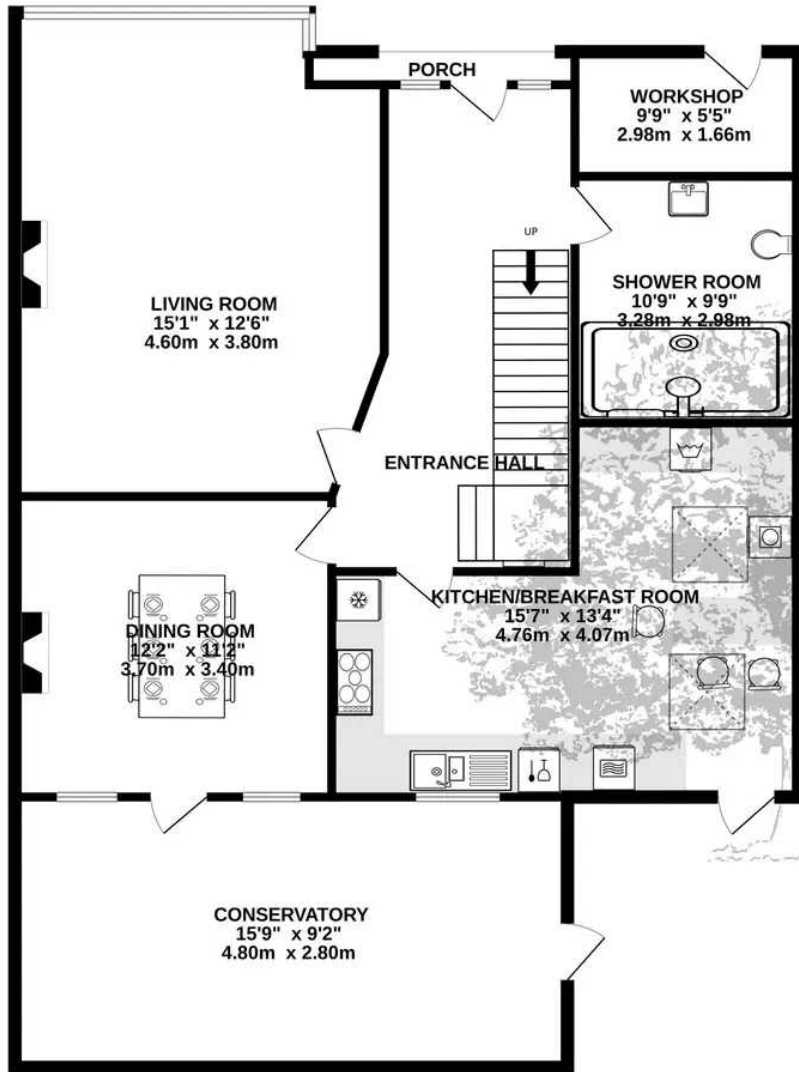 PORCH
WORKSHOP
9'9" x 5'5"
2.98m x 1.66m
UP
SHOWER ROOM
10'9" x 9'9"
3.28m x 2.98m
LIVING ROOM
15'1" x 12'6"
4.60m x 3.80m
ENTRANCE HALL
KITCHEN/BREAKFAST ROOM
15'7" x 13'4"
4.76m x 4.07m
DINING ROOM
12'2" x 11'2"
3.70m x 3.40m
CONSERVATORY
15'9" x 9'2"
4.80m x 2.80m